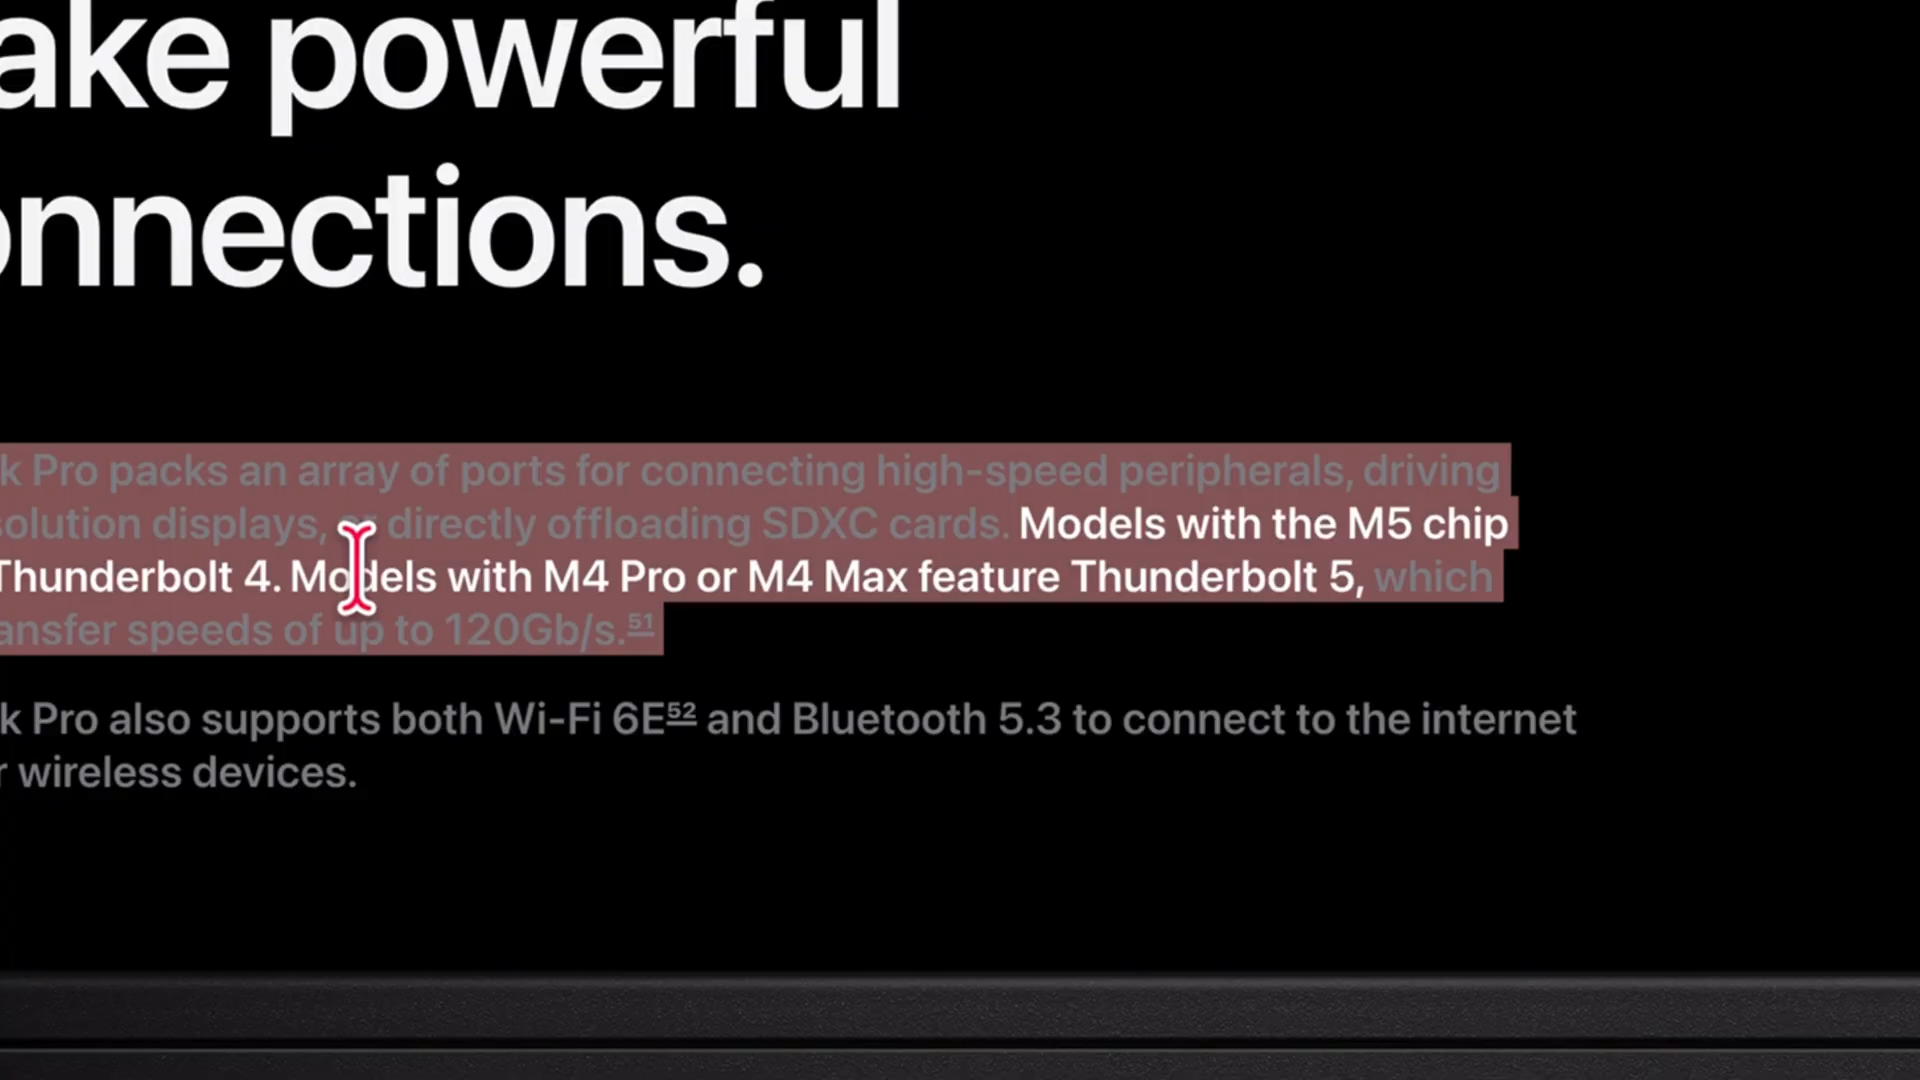 ake powerful
onnections.
k Pro packs an array of ports for connecting high-speed peripherals, driving
solution displays, or directly offloading SDXC cards. Models with the M5 chip
Thunderbolt 4. Models with M4 Pro or M4 Max feature Thunderbolt 5, which
ansfer speeds of up to 120Gb/s.51
k Pro also supports both Wi-Fi 6E52 and Bluetooth 5.3 to connect to the internet
r wireless devices.